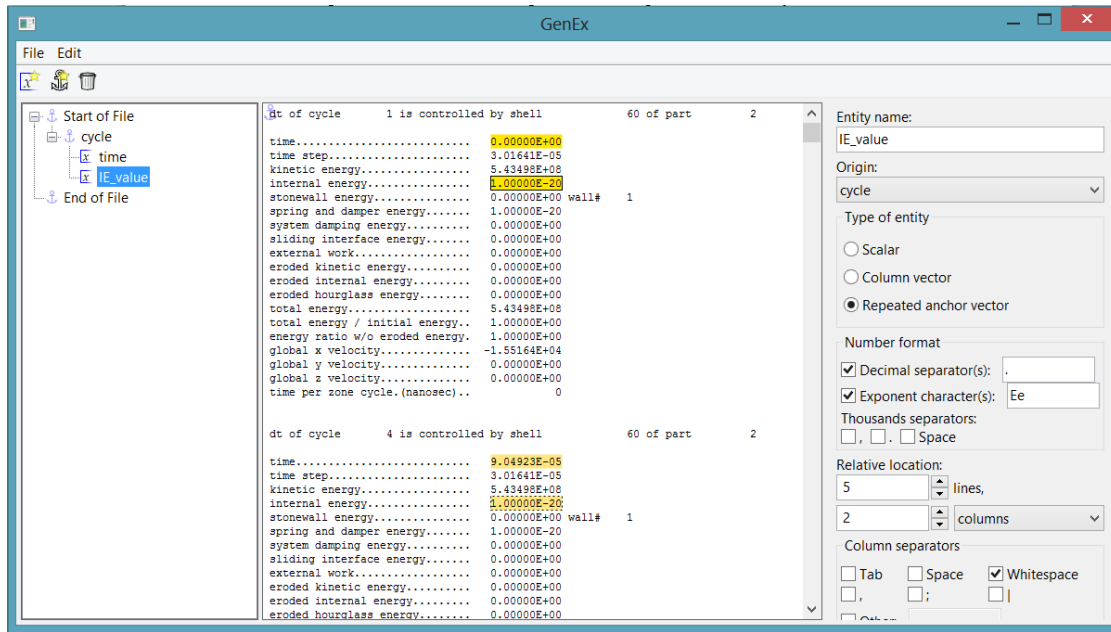 GenEx
File Edit
Start of File
cycle
x time
x IE_value
End of File
dt of cycle 1 is controlled by shell 60 of part 2
time........................... 0.00000E+00
time step...................... 3.01641E-05
kinetic energy................. 5.43498E+08
internal energy................ 1.00000E-20
stonewall energy............... 0.00000E+00 wall# 1
spring and damper energy....... 1.00000E-20
system damping energy.......... 0.00000E+00
sliding interface energy....... 0.00000E+00
external work.................. 0.00000E+00
eroded kinetic energy.......... 0.00000E+00
eroded internal energy......... 0.00000E+00
eroded hourglass energy........ 0.00000E+00
total energy................... 5.43498E+08
total energy / initial energy.. 1.00000E+00
energy ratio w/o eroded energy. 1.00000E+00
global x velocity.............. -1.55164E+04
global y velocity.............. 0.00000E+00
global z velocity.............. 0.00000E+00
time per zone cycle.(nanosec).. 0
dt of cycle 4 is controlled by shell 60 of part 2
time........................... 9.04923E-05
time step...................... 3.01641E-05
kinetic energy................. 5.43498E+08
internal energy................ 1.00000E-20
stonewall energy............... 0.00000E+00 wall# 1
spring and damper energy....... 1.00000E-20
system damping energy.......... 0.00000E+00
sliding interface energy....... 0.00000E+00
external work.................. 0.00000E+00
eroded kinetic energy.......... 0.00000E+00
eroded internal energy......... 0.00000E+00
eroded hourglass energy........ 0.00000E+00
Entity name:
IE_value
Origin:
cycle
Type of entity
Scalar
Column vector
Repeated anchor vector
Number format
Decimal separator(s): .
Exponent character(s): Ee
Thousands separators:
, . Space
Relative location:
5 lines,
2 columns
Column separators
Tab Space Whitespace
, ; |